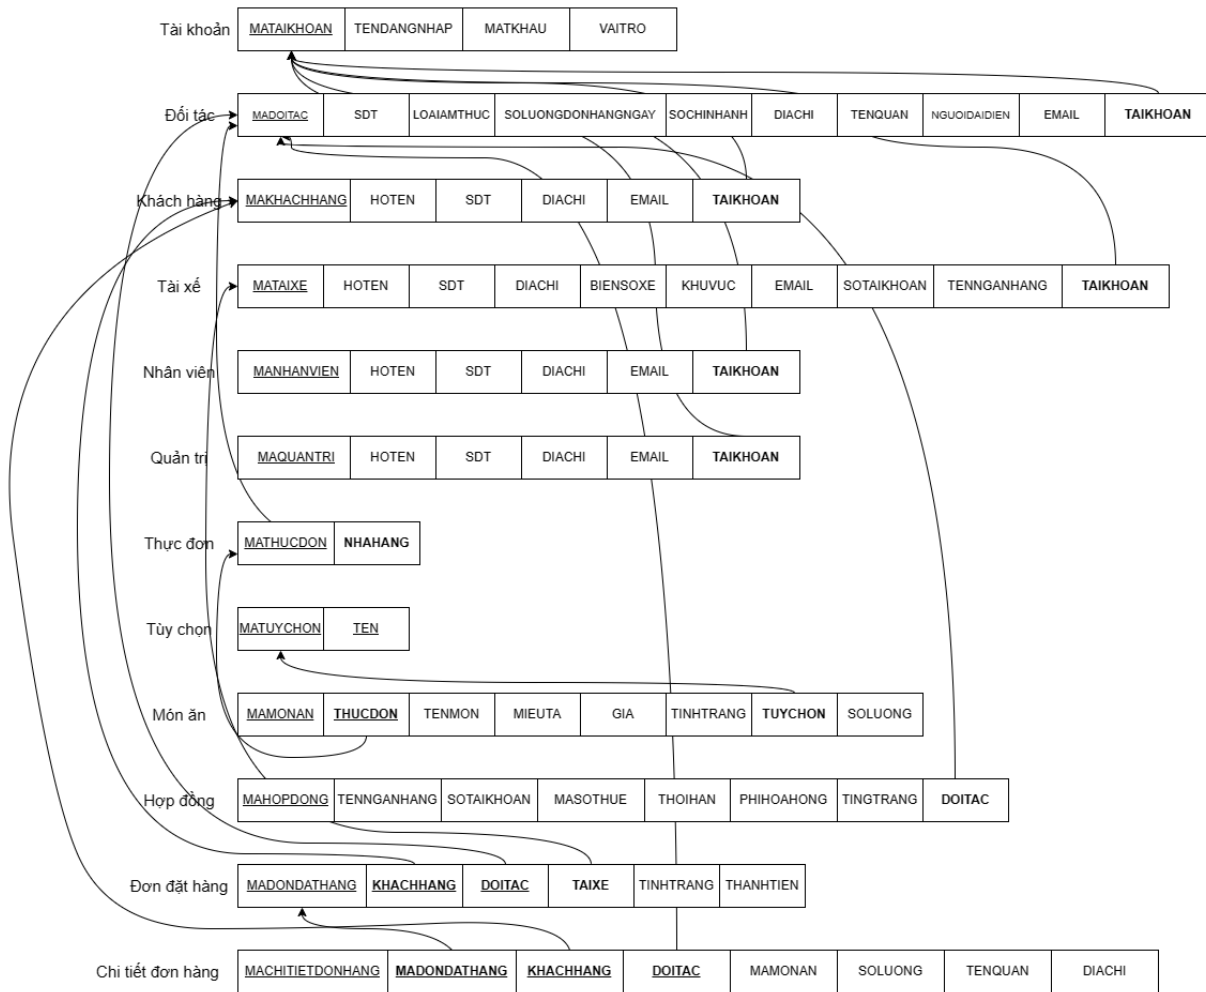 Tài khoản MATAIKHOAN TENDANGNHAP MATKHAU VAITRO
Đối tác MADOITAC SDT LOAIAMTHUC SOLUONGDONHANGNGAY SOCHINHANH DIACHI TENQUAN NGUOIDAIDIEN EMAIL TAIKHOAN
Khách hàng MAKHACHHANG HOTEN SDT DIACHI EMAIL TAIKHOAN
Tài xế MATAIXE HOTEN SDT DIACHI BIENSOXE KHUVUC EMAIL SOTAIKHOAN TENNGANHANG TAIKHOAN
Nhân viên MANHANVIEN HOTEN SDT DIACHI EMAIL TAIKHOAN
Quản trị MAQUANTRI HOTEN SDT DIACHI EMAIL TAIKHOAN
Thực đơn MATHUCDON NHAHANG
Tùy chọn MATUYCHON TEN
Món ăn MAMONAN THUCDON TENMON MIEUTA GIA TINHTRANG TUYCHON SOLUONG
Hợp đồng MAHOPDONG TENNGANHANG SOTAIKHOAN MASOTHUE THOIHAN PHIHOAHONG TINGTRANG DOITAC
Đơn đặt hàng MADONDATHANG KHACHHANG DOITAC TAIXE TINHTRANG THANHTIEN
Chi tiết đơn hàng MACHITIETDONHANG MADONDATHANG KHACHHANG DOITAC MAMONAN SOLUONG TENQUAN DIACHI